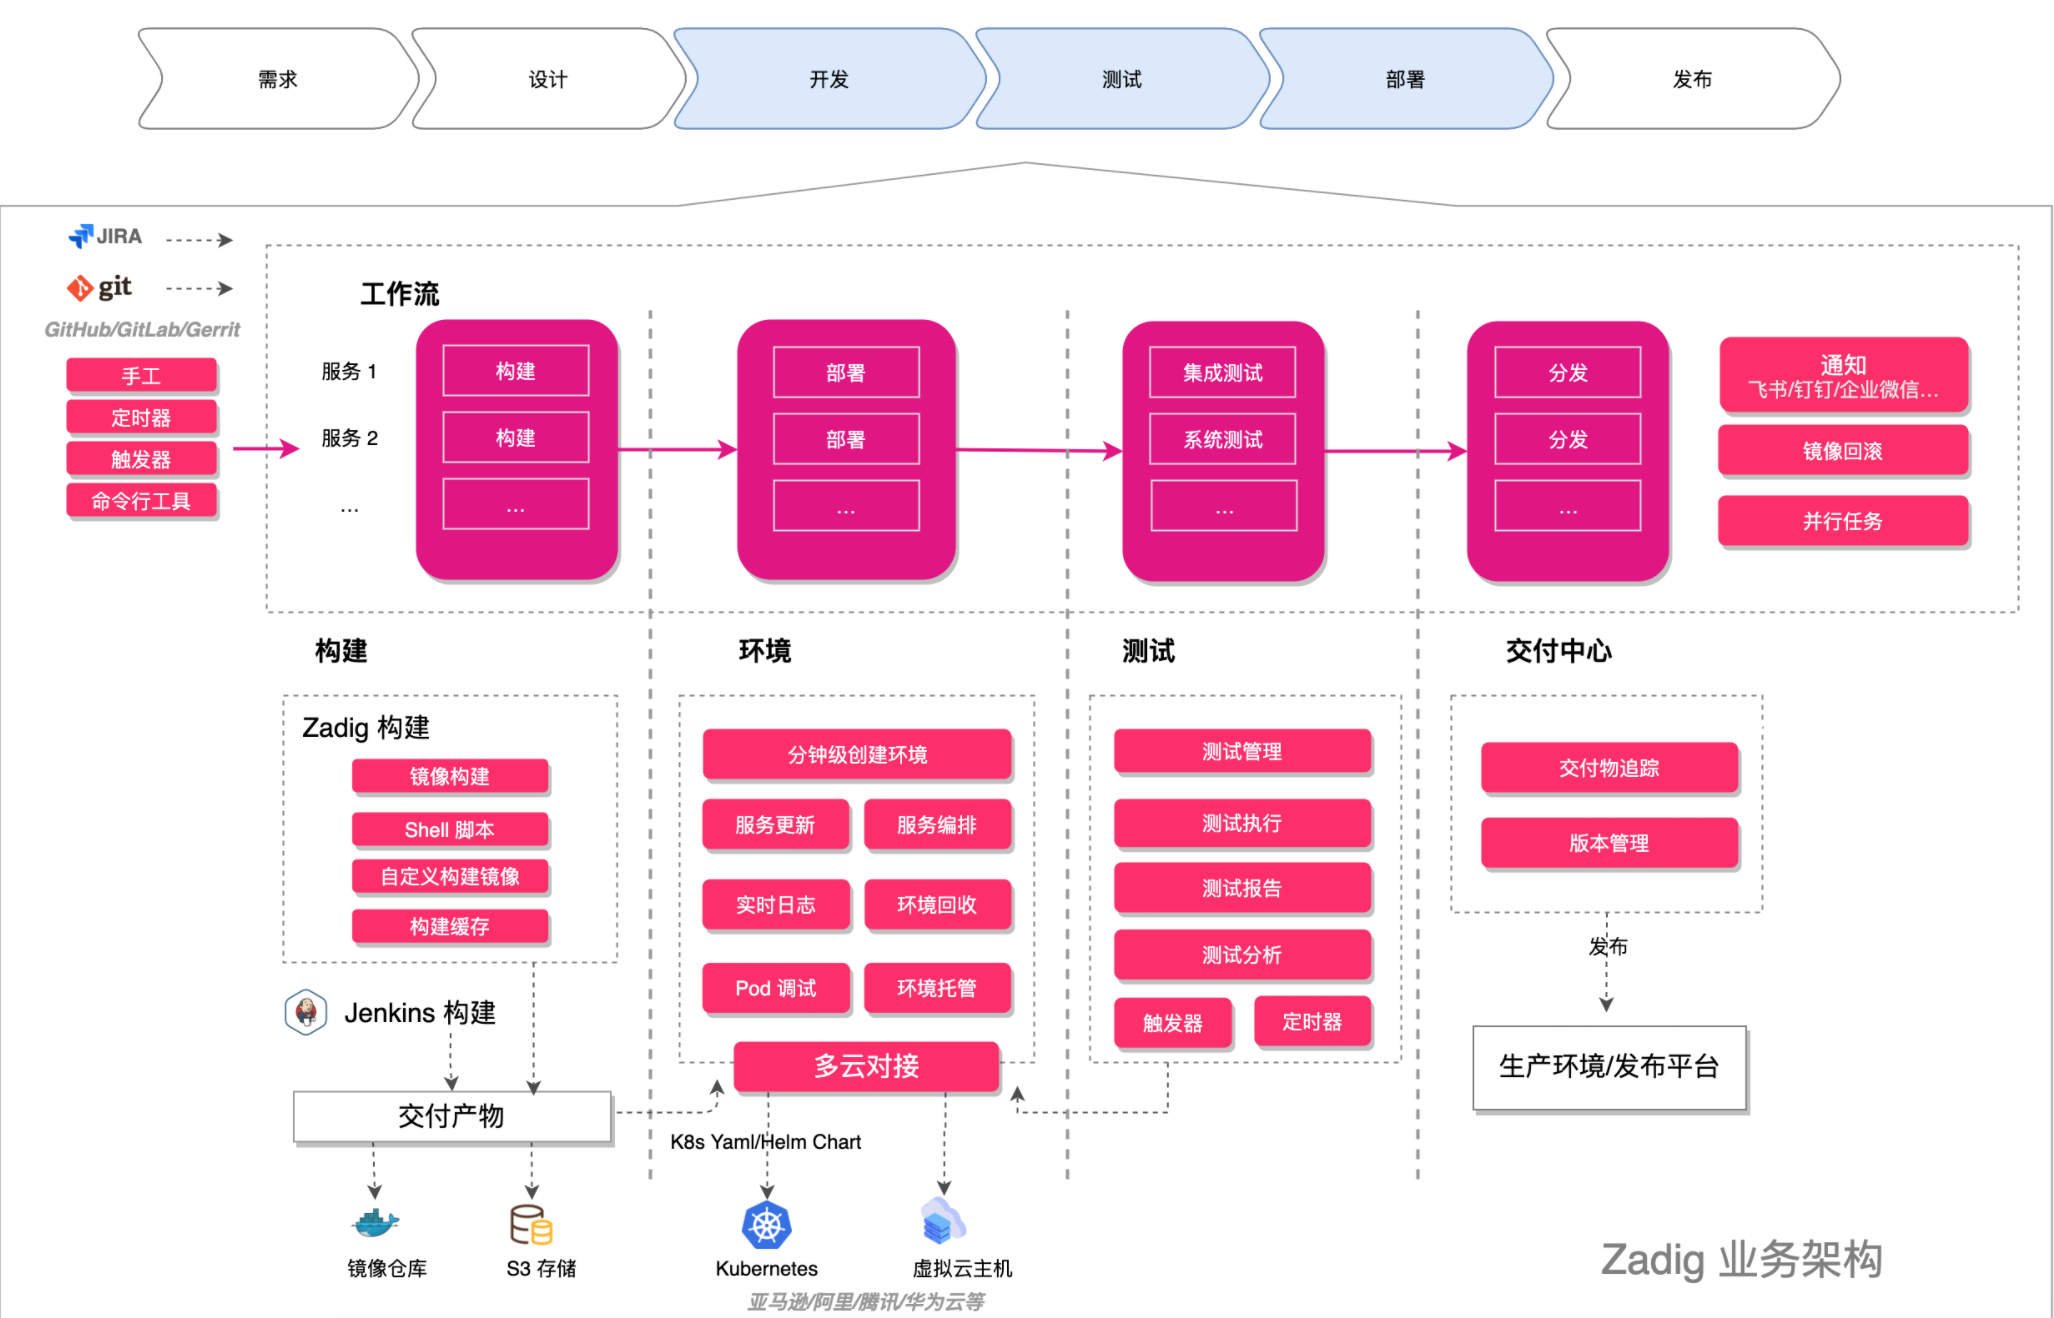 需求
设计
开发
测试
部署
发布
JIRA
git
GitHub/GitLab/Gerrit
手工
定时器
触发器
命令行工具
工作流
服务 1
服务 2
...
构建
构建
...
部署
部署
...
集成测试
系统测试
...
分发
分发
...
通知
飞书/钉钉/企业微信...
镜像回滚
并行任务
构建
Zadig 构建
镜像构建
Shell 脚本
自定义构建镜像
构建缓存
Jenkins 构建
交付产物
镜像仓库
S3 存储
环境
分钟级创建环境
服务更新
服务编排
实时日志
环境回收
Pod 调试
环境托管
多云对接
K8s Yaml/Helm Chart
Kubernetes
虚拟云主机
亚马逊/阿里/腾讯/华为云等
测试
测试管理
测试执行
测试报告
测试分析
触发器
定时器
交付中心
交付物追踪
版本管理
发布
生产环境/发布平台
Zadig 业务架构